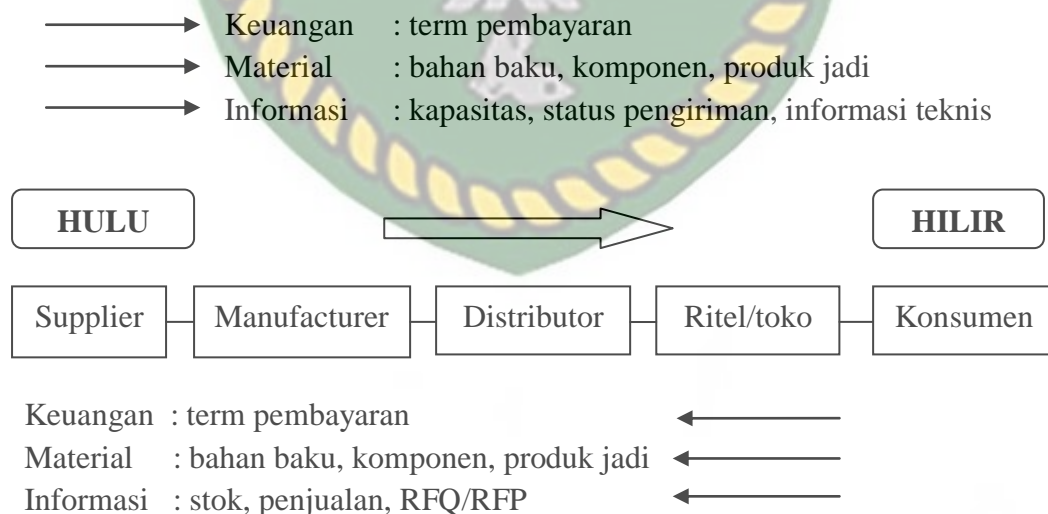 Keuangan : term pembayaran
Material : bahan baku, komponen, produk jadi
Informasi : kapasitas, status pengiriman, informasi teknis
HULU HILIR
Supplier Manufacturer Distributor Ritel/toko Konsumen
Keuangan : term pembayaran
Material : bahan baku, komponen, produk jadi
Informasi : stok, penjualan, RFQ/RFP